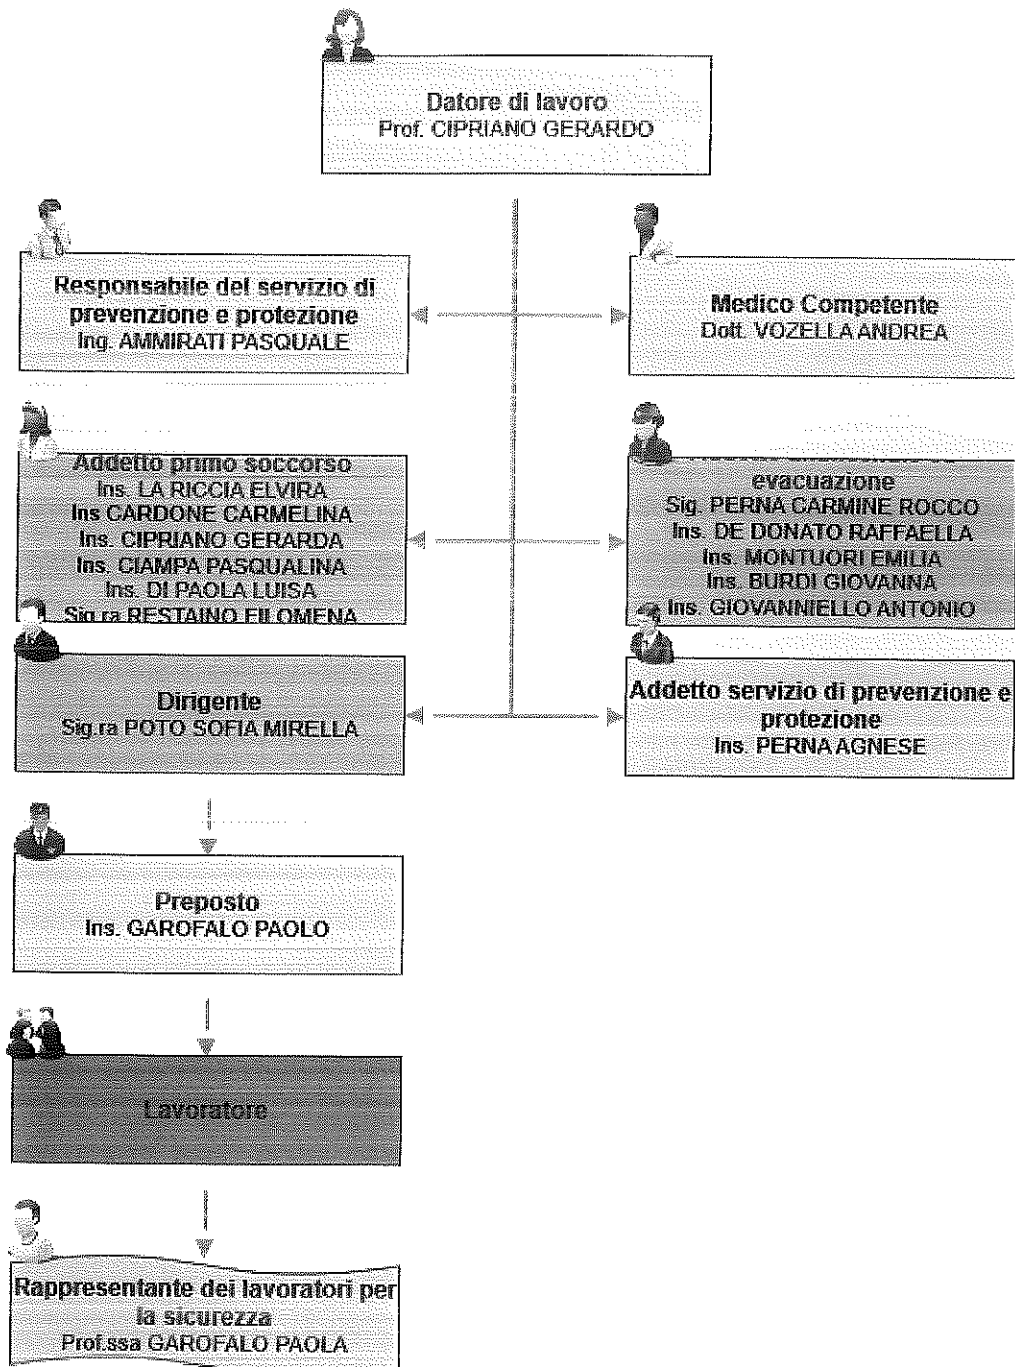 Datore di lavoro
Prof. CIPRIANO GERARDO
Responsabile del servizio di
prevenzione e protezione
Ing. AMMIRATI PASQUALE
Medico Competente
Dott. VOZELLA ANDREA
Addetto primo soccorso
Ins. LA RICCIA ELVIRA
Ins CARDONE CARMELINA
Ins. CIPRIANO GERARDA
Ins. CIAMPA PASQUALINA
Ins. DI PAOLA LUISA
Sig.ra RESTAINO FILOMENA
evacuazione
Sig. PERNA CARMINE ROCCO
Ins. DE DONATO RAFFAELLA
Ins. MONTUORI EMILIA
Ins. BURDI GIOVANNA
Ins. GIOVANNIELLO ANTONIO
Dirigente
Sig.ra POTO SOFIA MIRELLA
Addetto servizio di prevenzione e
protezione
Ins. PERNA AGNESE
Preposto
Ins. GAROFALO PAOLO
Lavoratore
Rappresentante dei lavoratori per
la sicurezza
Prof.ssa GAROFALO PAOLA